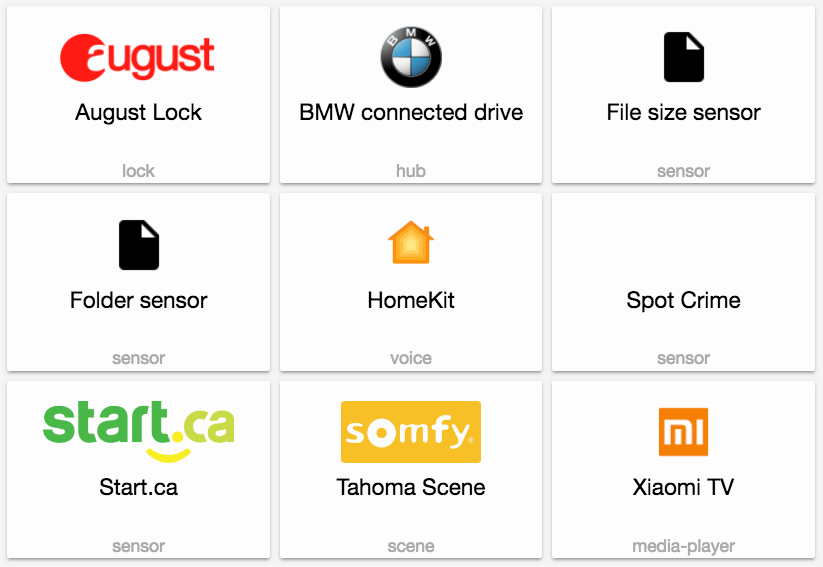 august
August Lock
lock
BMW
BMW connected drive
hub
File size sensor
sensor
Folder sensor
sensor
HomeKit
voice
Spot Crime
sensor
start.ca
Start.ca
sensor
somfy®
Tahoma Scene
scene
mi
Xiaomi TV
media-player